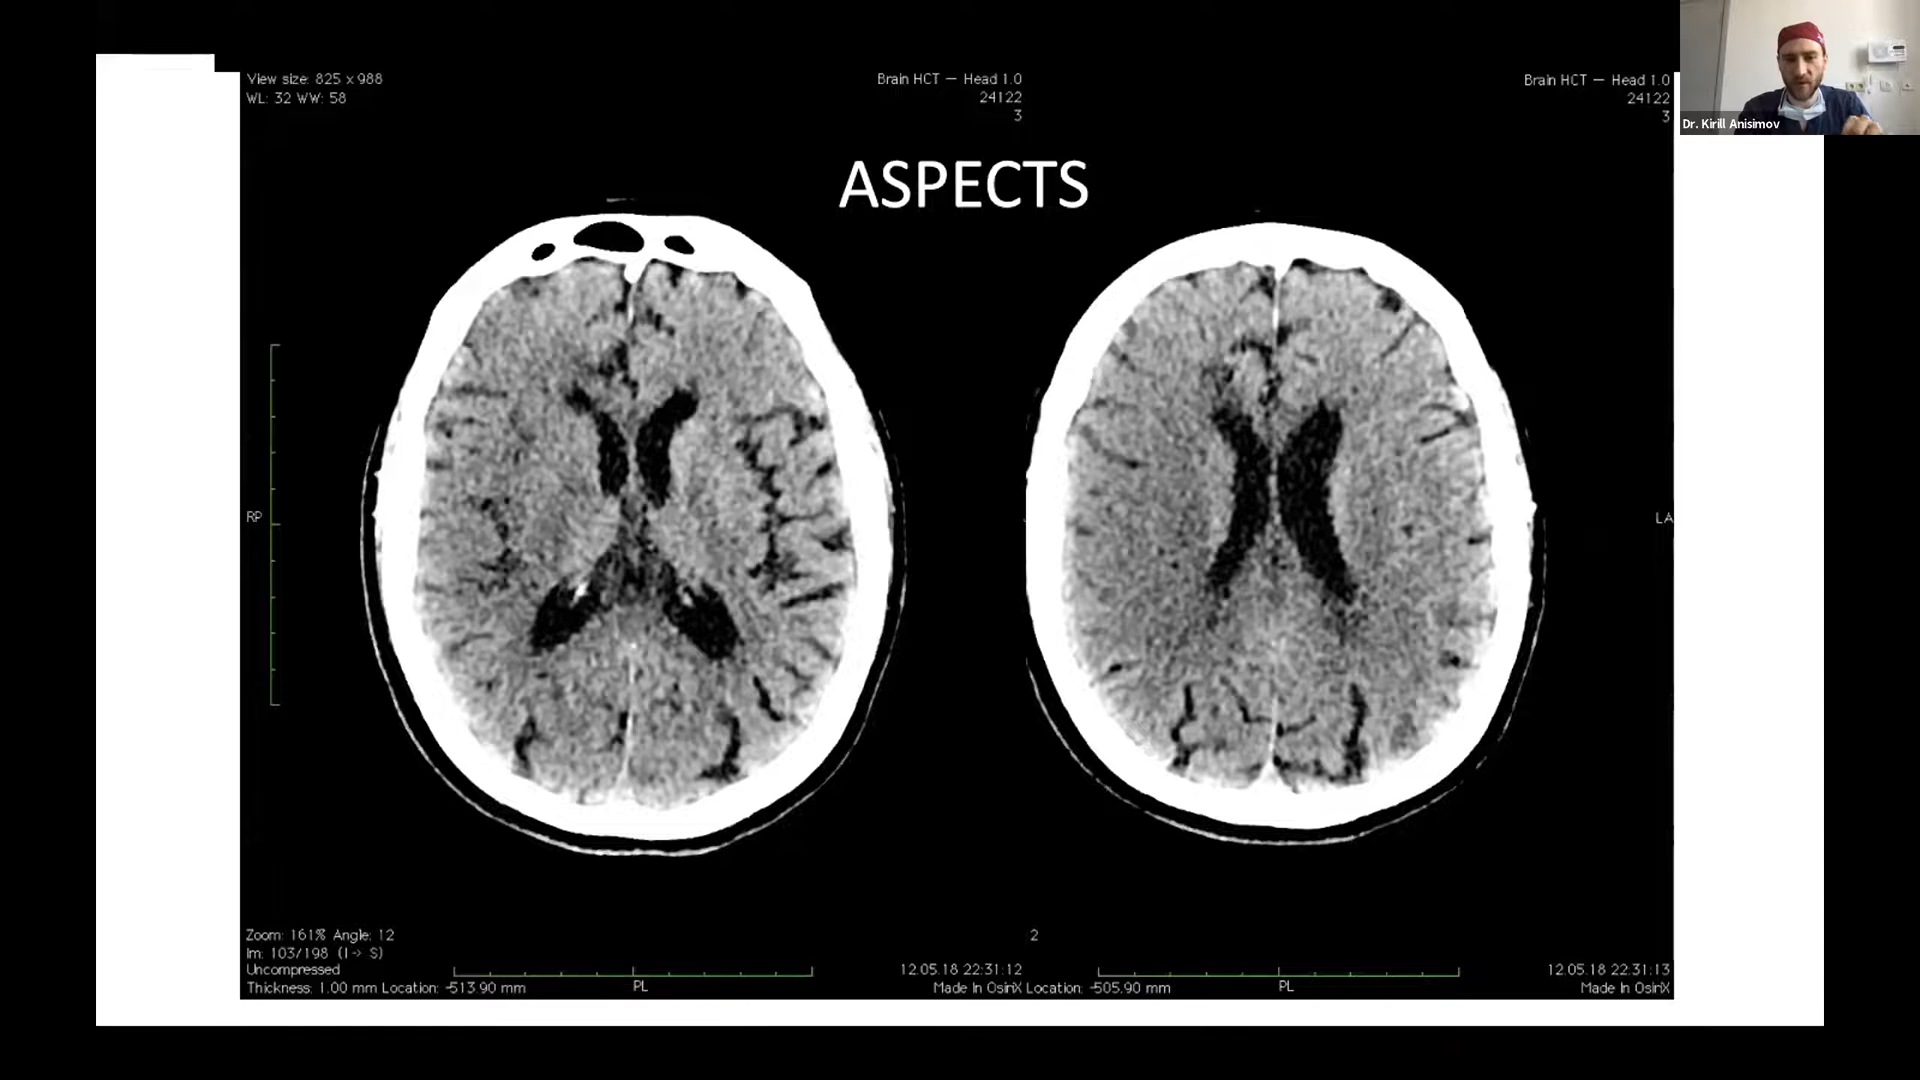 View size: 825 x 988
WL: 32 WW: 58
Brain HCT — Head 1.0
24122
3
Brain HCT — Head 1.0
24122
3
Dr. Kirill Anisimov
ASPECTS
RP
LA
Zoom: 161% Angle: 12
Im: 103/198 (I -> S)
Uncompressed
Thickness: 1.00 mm Location: -513.90 mm
PL
2
12.05.18 22:31:12
Made In OsiriX
Location: -505.90 mm
PL
12.05.18 22:31:13
Made In OsiriX